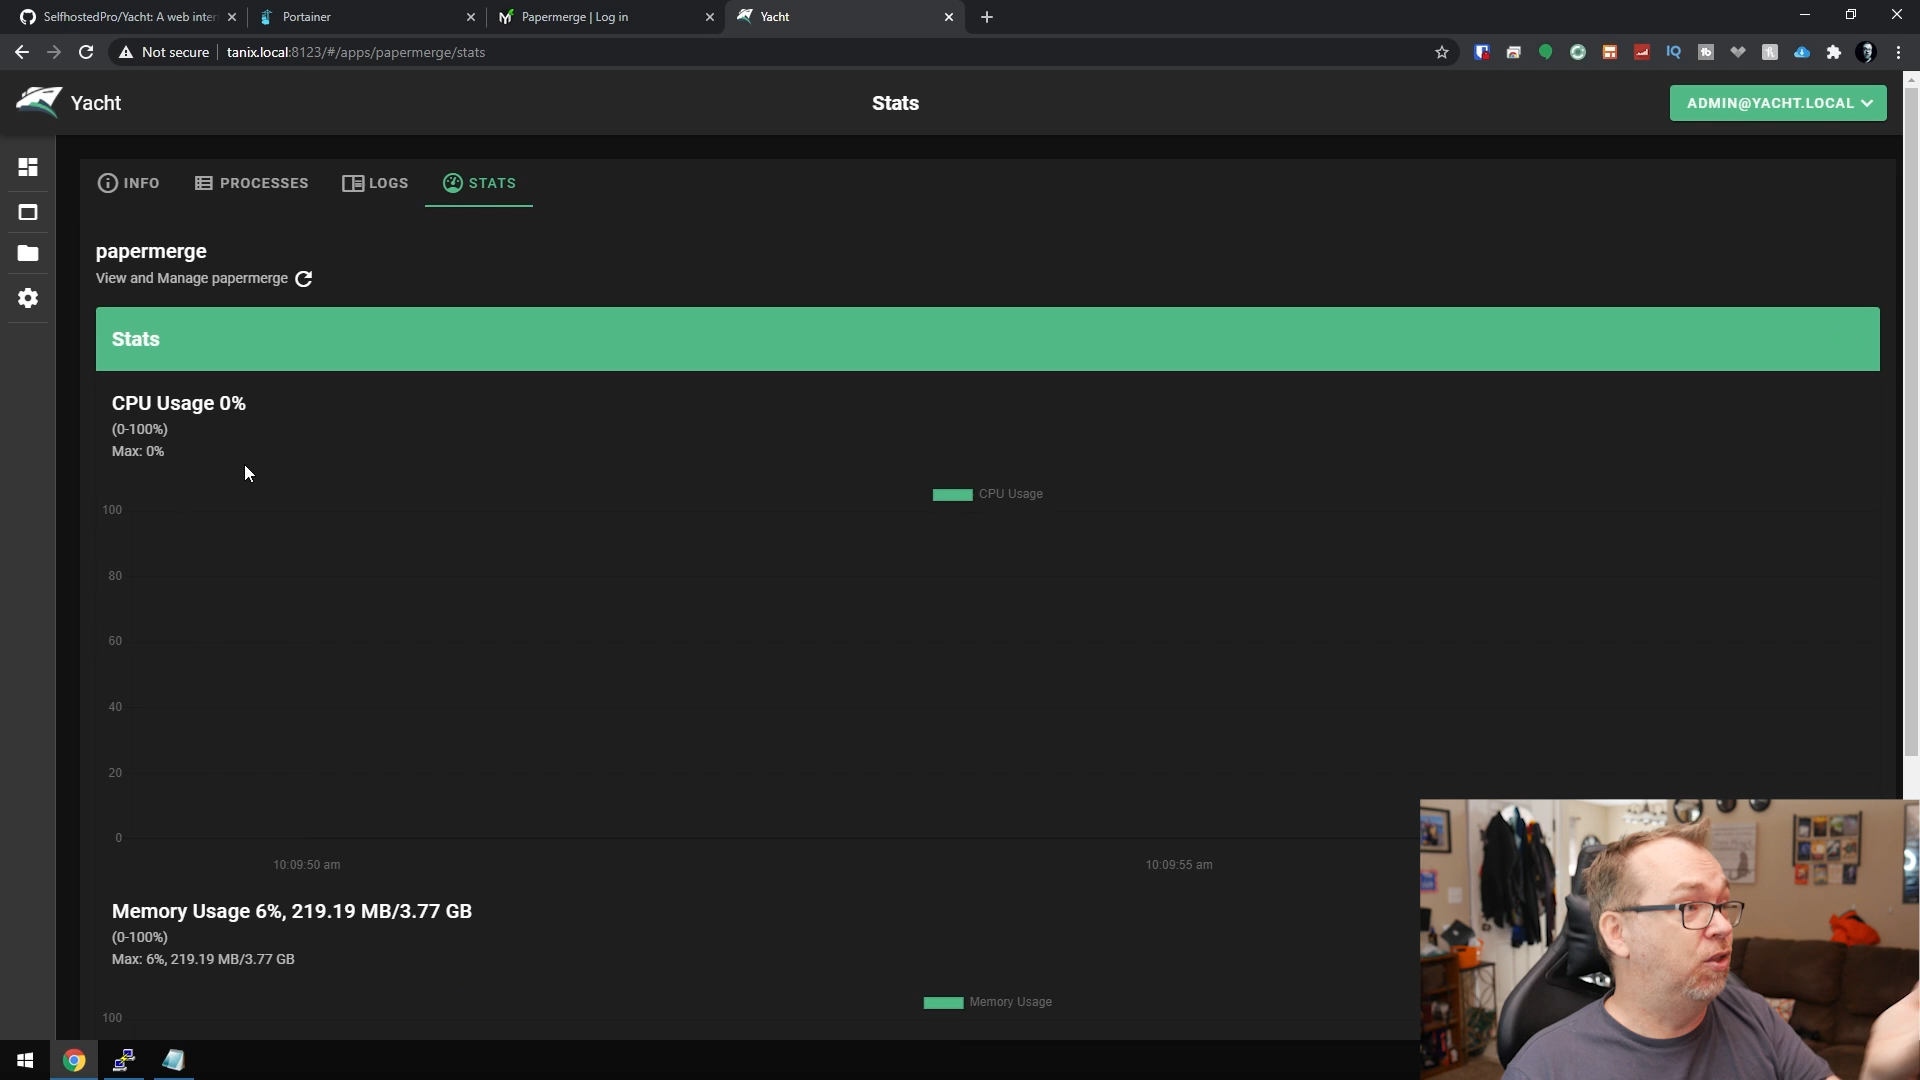 SelfhostedPro/Yacht: A web inter
Portainer
Papermerge | Log in
Yacht
Not secure
tanix.local:8123/#/apps/papermerge/stats
Yacht
Stats
ADMIN@YACHT.LOCAL
INFO
PROCESSES
LOGS
STATS
papermerge
View and Manage papermerge
Stats
CPU Usage 0%
(0-100%)
Max: 0%
CPU Usage
100
80
60
40
20
0
10:09:50 am
10:09:55 am
Memory Usage 6%, 219.19 MB/3.77 GB
(0-100%)
Max: 6%, 219.19 MB/3.77 GB
Memory Usage
100